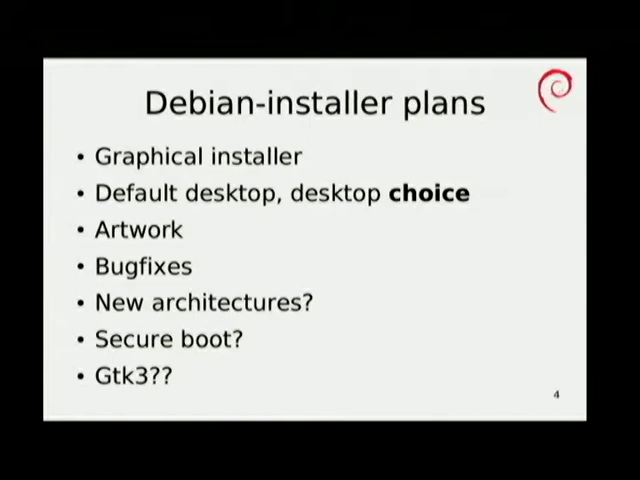 Debian-installer plans
• Graphical installer
• Default desktop, desktop choice
• Artwork
• Bugfixes
• New architectures?
• Secure boot?
• Gtk3??
4